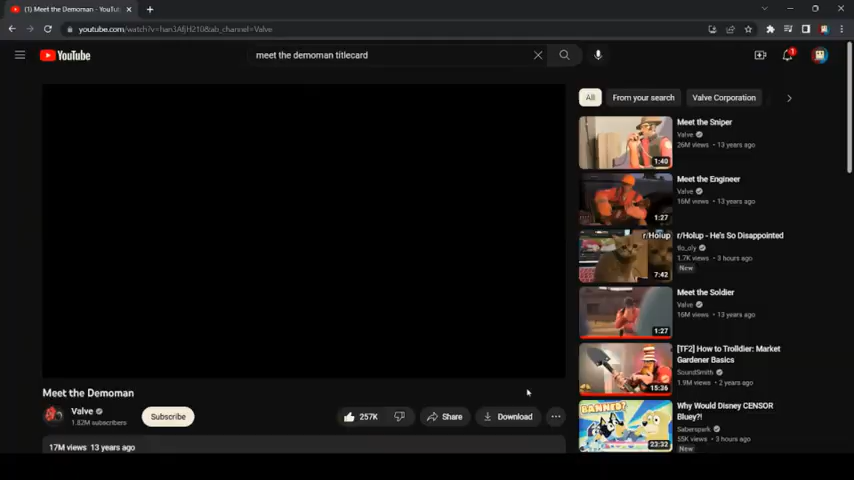 (1) Meet the Demoman - YouTu
youtube.com/watch?v=han3AfjH210&ab_channel=Valve
YouTube
meet the demoman titlecard
1
All
From your search
Valve Corporation
Meet the Sniper
Valve
26M views • 13 years ago
1:40
Meet the Engineer
Valve
16M views • 13 years ago
1:27
r/Holup
r/Holup - He's So Disappointed
1.7K views • 3 hours ago
New
7:42
Meet the Soldier
Valve
16M views • 13 years ago
1:27
[TF2] How to Trolldier: Market
Gardener Basics
SoundSmith
1.9M views • 2 years ago
15:26
BANNED?
Why Would Disney CENSOR
Bluey?!
Saberspark
55K views • 3 hours ago
New
23:32
Meet the Demoman
Valve
1.82M subscribers
Subscribe
257K
Share
Download
17M views 13 years ago